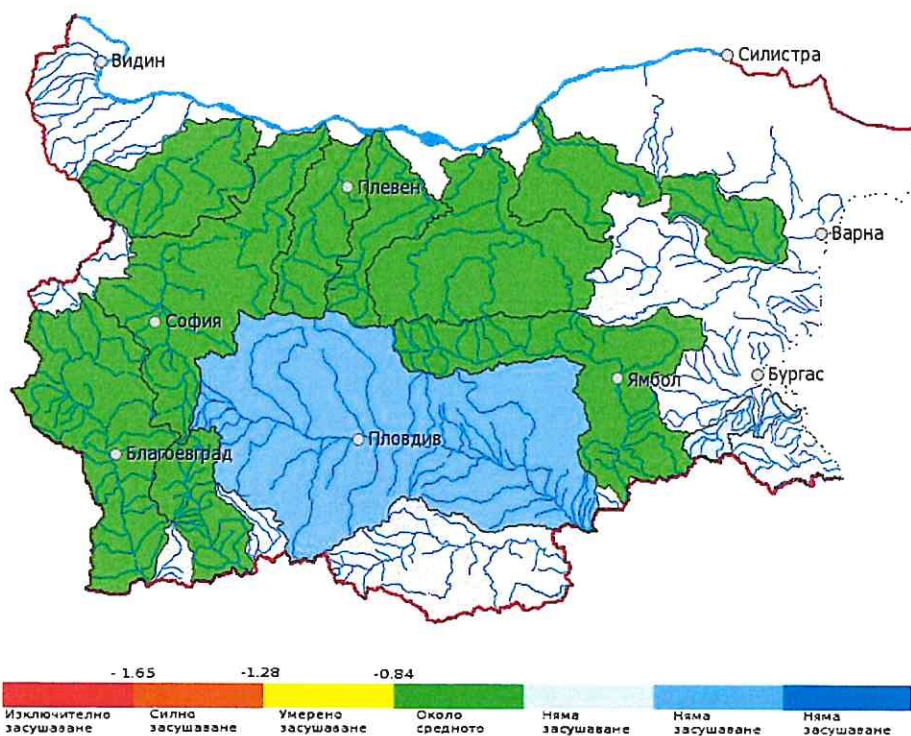 Видин
Силистра
Плевен
Варна
София
Ямбол
Бургас
Пловдив
Благоевград
- 1.65 -1.28 -0.84
Изключително засушаване
Силно засушаване
Умерено засушаване
Около средното
Няма засушаване
Няма засушаване
Няма засушаване